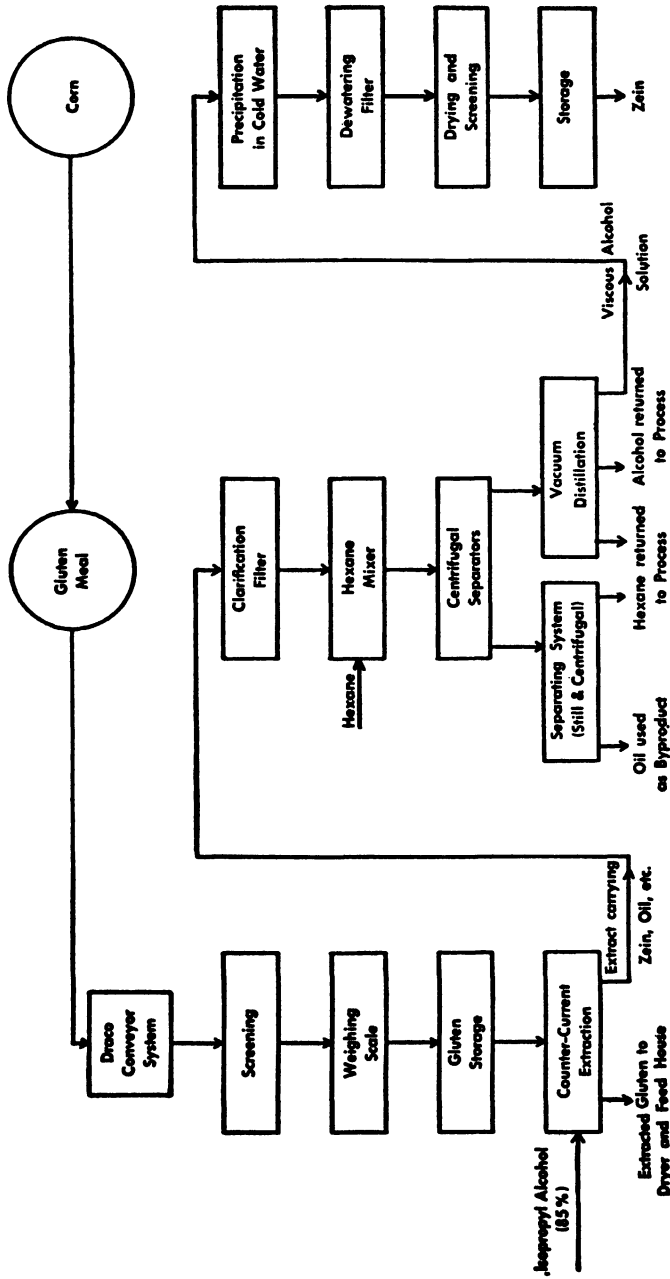 Corn
Gluten
Meal
Draco
Conveyor
System
Screening
Weighing
Scale
Gluten
Storage
Isopropyl Alcohol
(85%)
Counter-Current
Extraction
Extracted Gluten to
Dryer and Feed House
Extract carrying
Zein, Oil, etc.
Clarification
Filter
Hexane
Hexane
Mixer
Centrifugal
Separators
Separating System
(Still & Centrifugal)
Oil used
as Byproduct
Hexane returned
to Process
Vacuum
Distillation
Alcohol returned
to Process
Viscous Alcohol
Solution
Precipitation
in Cold Water
Dewatering
Filter
Drying and
Screening
Storage
Zein